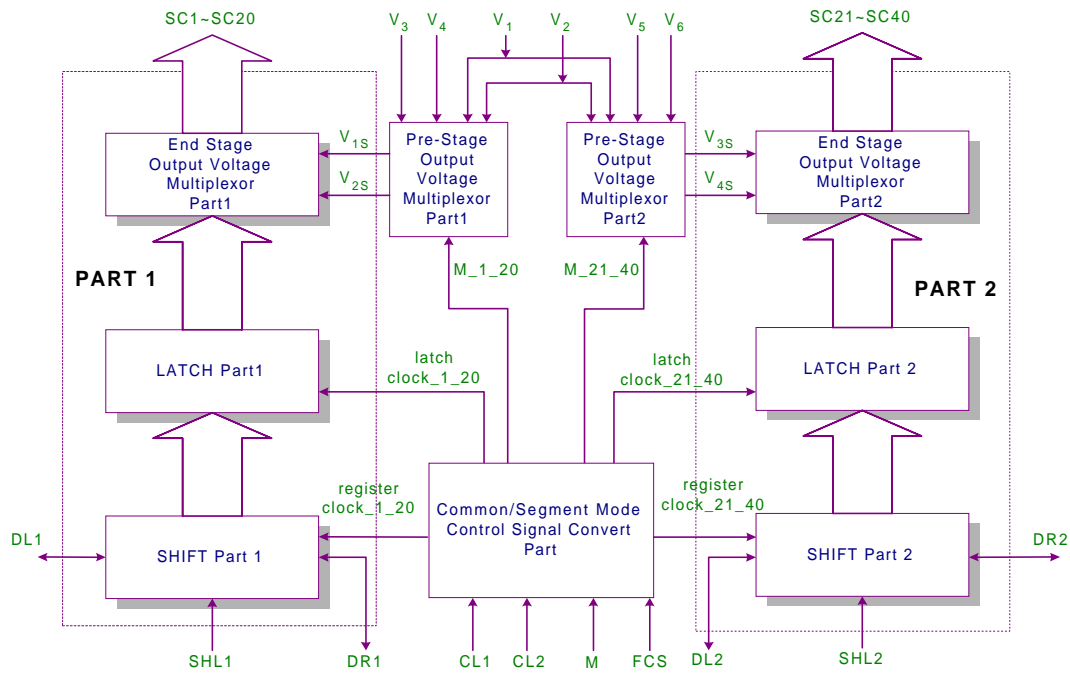 SC1~SC20
V3
V4
V1
V2
V5
V6
SC21~SC40
End Stage
Output Voltage
Multiplexor
Part1
V1S
V2S
Pre-Stage
Output
Voltage
Multiplexor
Part1
Pre-Stage
Output
Voltage
Multiplexor
Part2
V3S
V4S
End Stage
Output Voltage
Multiplexor
Part2
PART 1
M_1_20
M_21_40
PART 2
LATCH Part1
latch
clock_1_20
latch
clock_21_40
LATCH Part 2
register
clock_1_20
Common/Segment Mode
Control Signal Convert
Part
register
clock_21_40
DL1
SHIFT Part 1
SHIFT Part 2
DR2
SHL1
DR1
CL1
CL2
M
FCS
DL2
SHL2